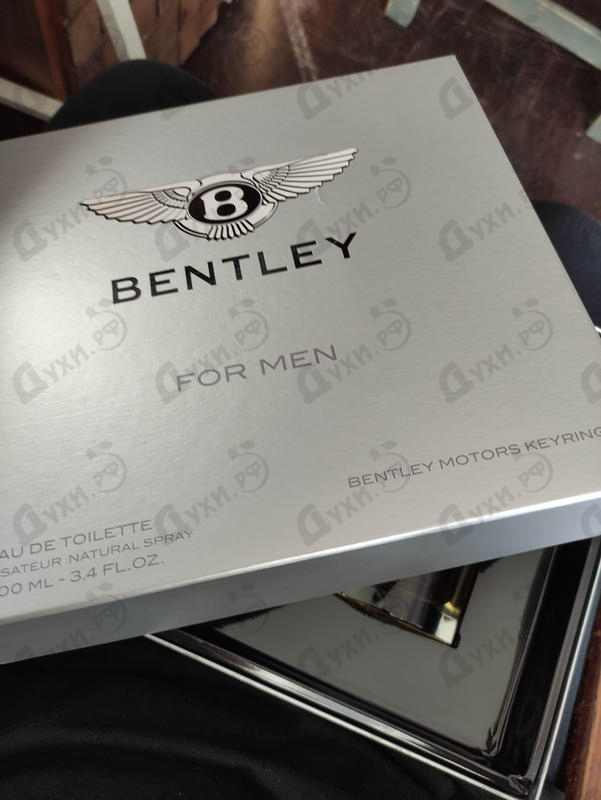 B
BENTLEY
FOR MEN
BENTLEY MOTORS KEYRING
AU DE TOILETTE
SATEUR NATURAL SPRAY
00 ML - 3.4 FL.OZ.
Духи.рф